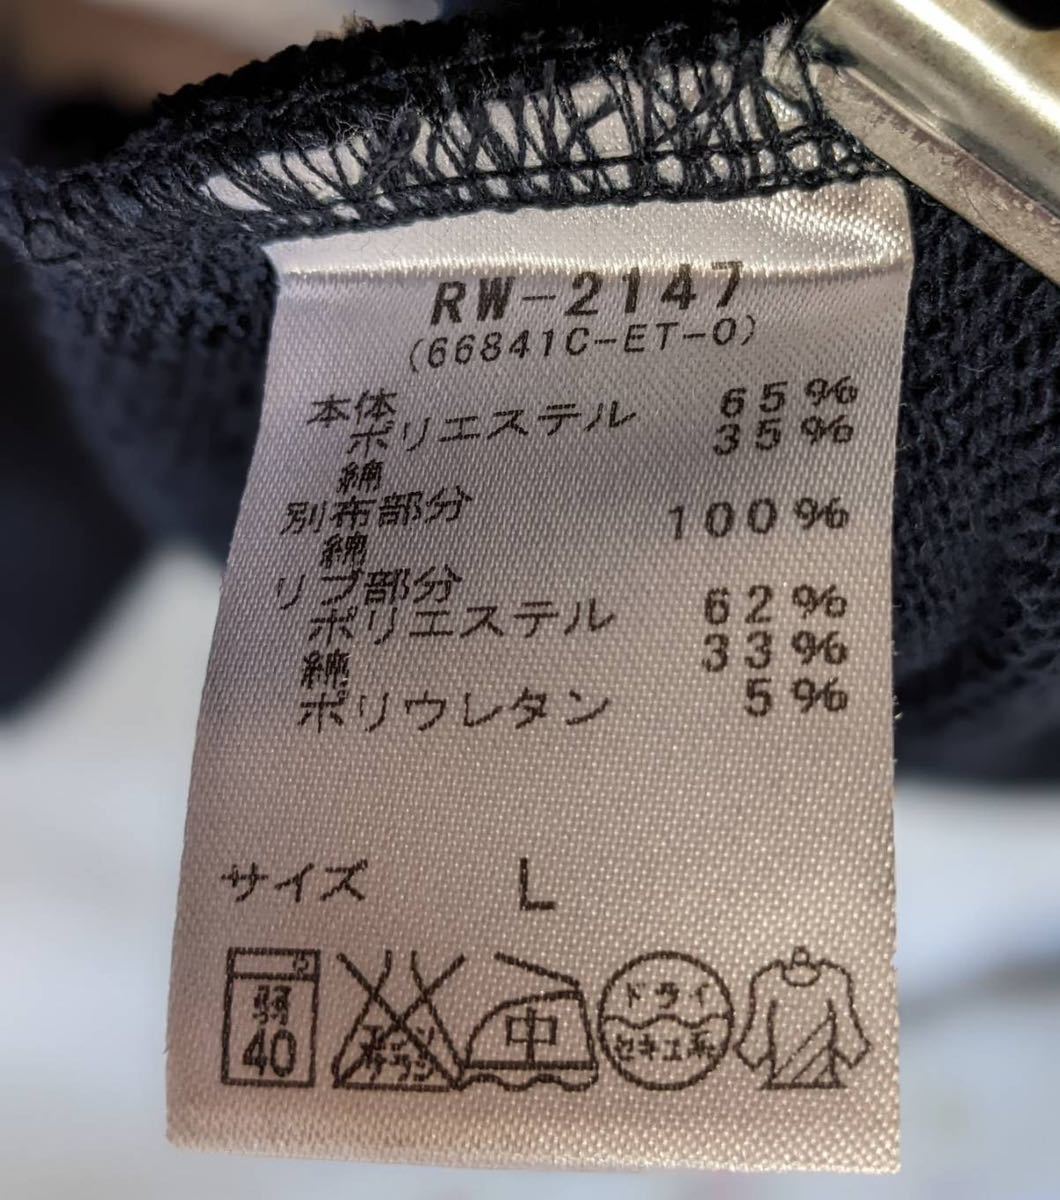 RW-2147
(66841C-ET-0)
本体
ポリエステル 65%
綿 35%
別布部分
綿 100%
リブ部分
ポリエステル 62%
綿 33%
ポリウレタン 5%
サイズ L
弱
40
エンソ
サラシ
中
ドライ
セキユ系